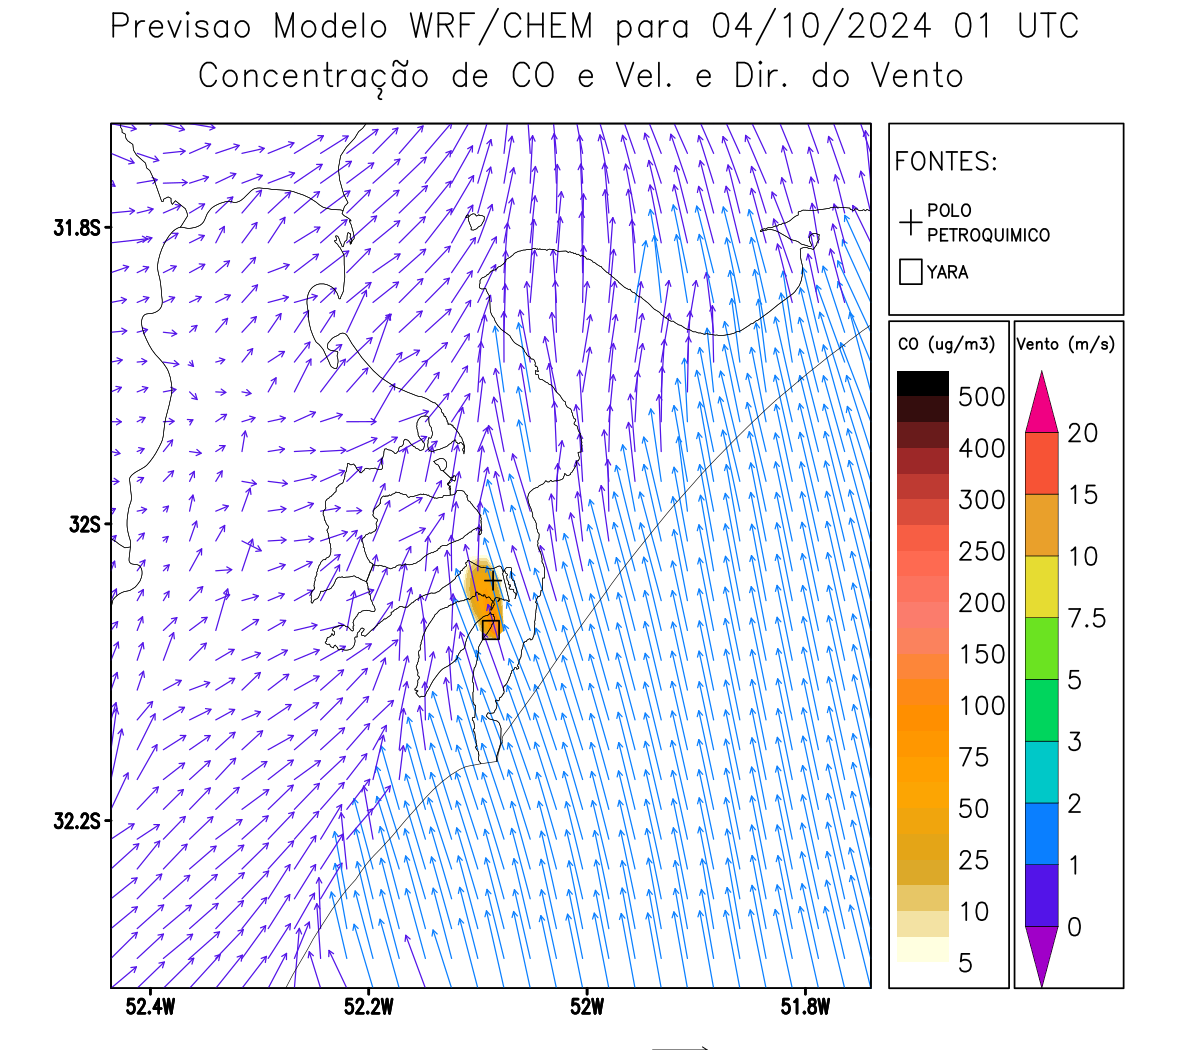 Previsao Modelo WRF/CHEM para 04/10/2024 01 UTC
Concentração de CO e Vel. e Dir. do Vento
FONTES:
POLO
PETROQUIMICO
YARA
CO (ug/m3)
500
400
300
250
200
150
100
75
50
25
10
5
Vento (m/s)
20
15
10
7.5
5
3
2
1
0
31.8S
32S
32.2S
52.4W
52.2W
52W
51.8W